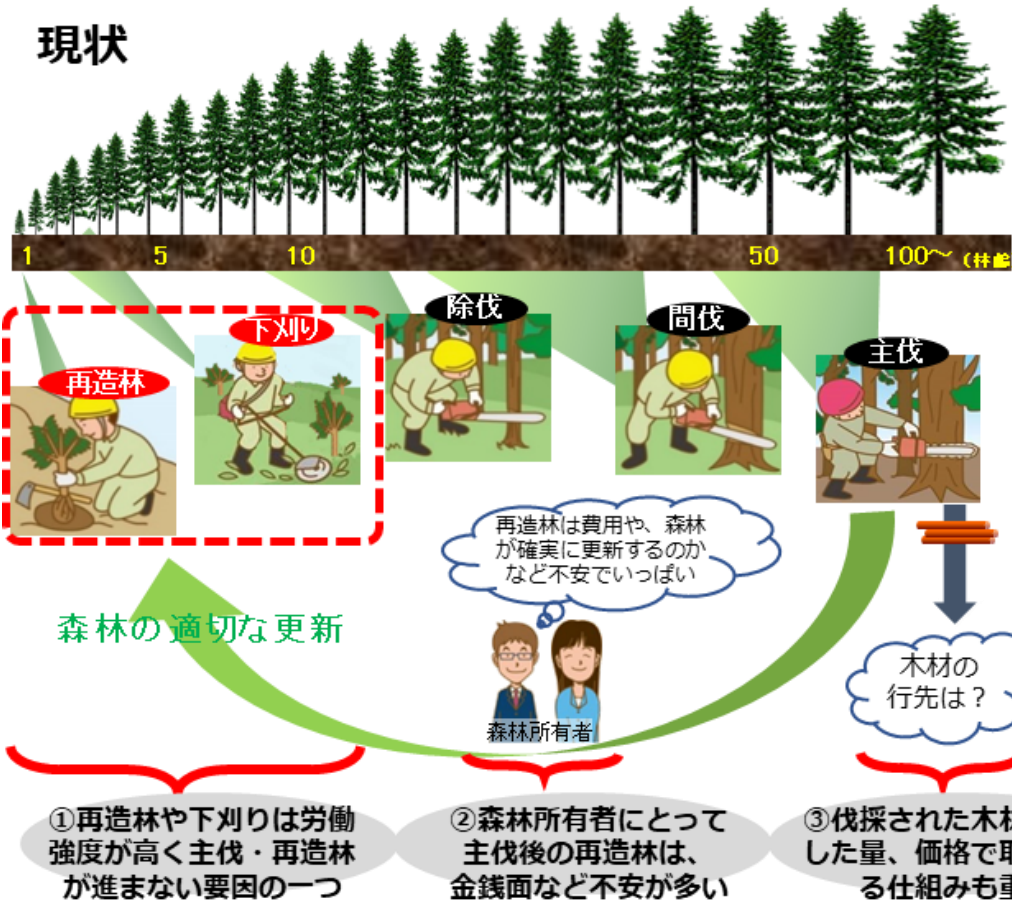 現状
1 5 10 50 100～ (林齢
除伐
間伐
下刈り
主伐
再造林
再造林は費用や、森林
が確実に更新するのか
など不安でいっぱい
森林の適切な更新
木材の
行先は？
森林所有者
①再造林や下刈りは労働
強度が高く主伐・再造林
が進まない要因の一つ
②森林所有者にとって
主伐後の再造林は、
金銭面など不安が多い
③伐採された木材
した量、価格で取
る仕組みも重